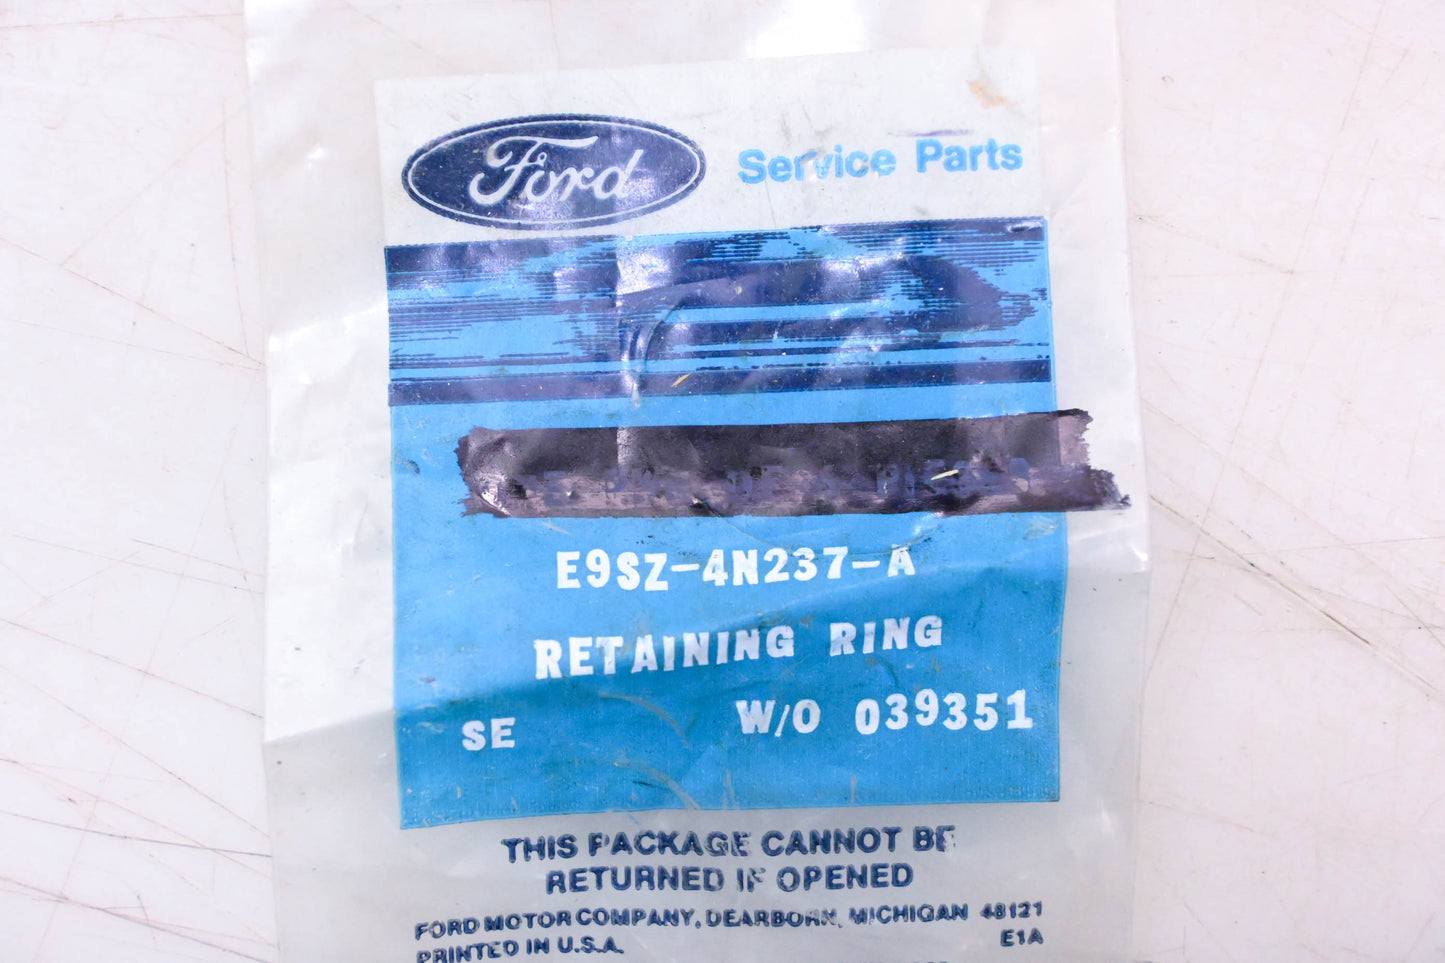 Ford Service Parts
E9SZ-4N237-A
RETAINING RING
SE W/O 039351
THIS PACKAGE CANNOT BE
RETURNED IF OPENED
FORD MOTOR COMPANY, DEARBORN, MICHIGAN 48121
PRINTED IN U.S.A. E1A